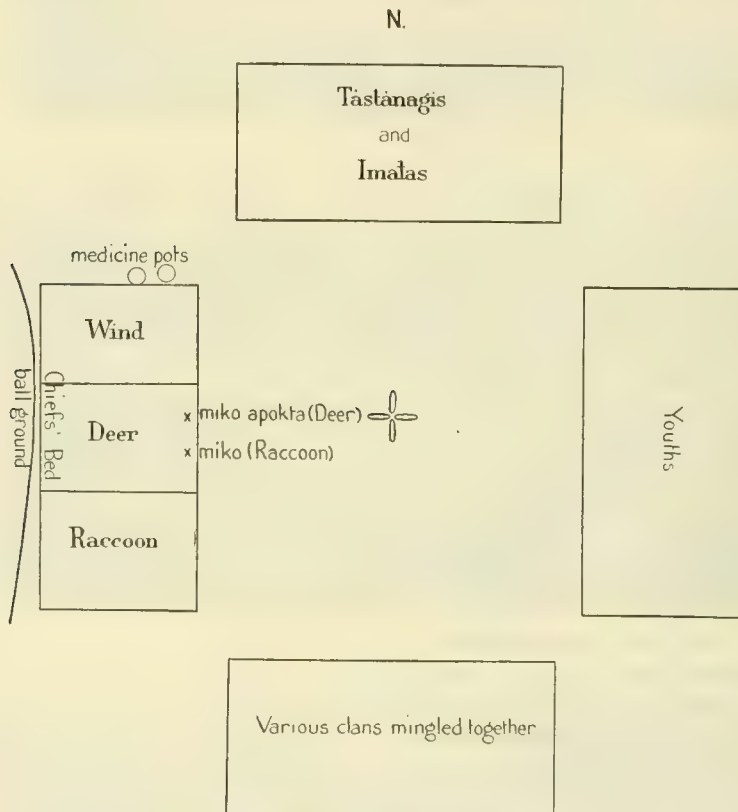 N.
Tàstànagis
and
Imałas
medicine pots
Wind
Chiefs' Bed
ball ground
Deer
x miko apokta (Deer)
x miko (Raccoon)
Raccoon
Youths
Various clans mingled together